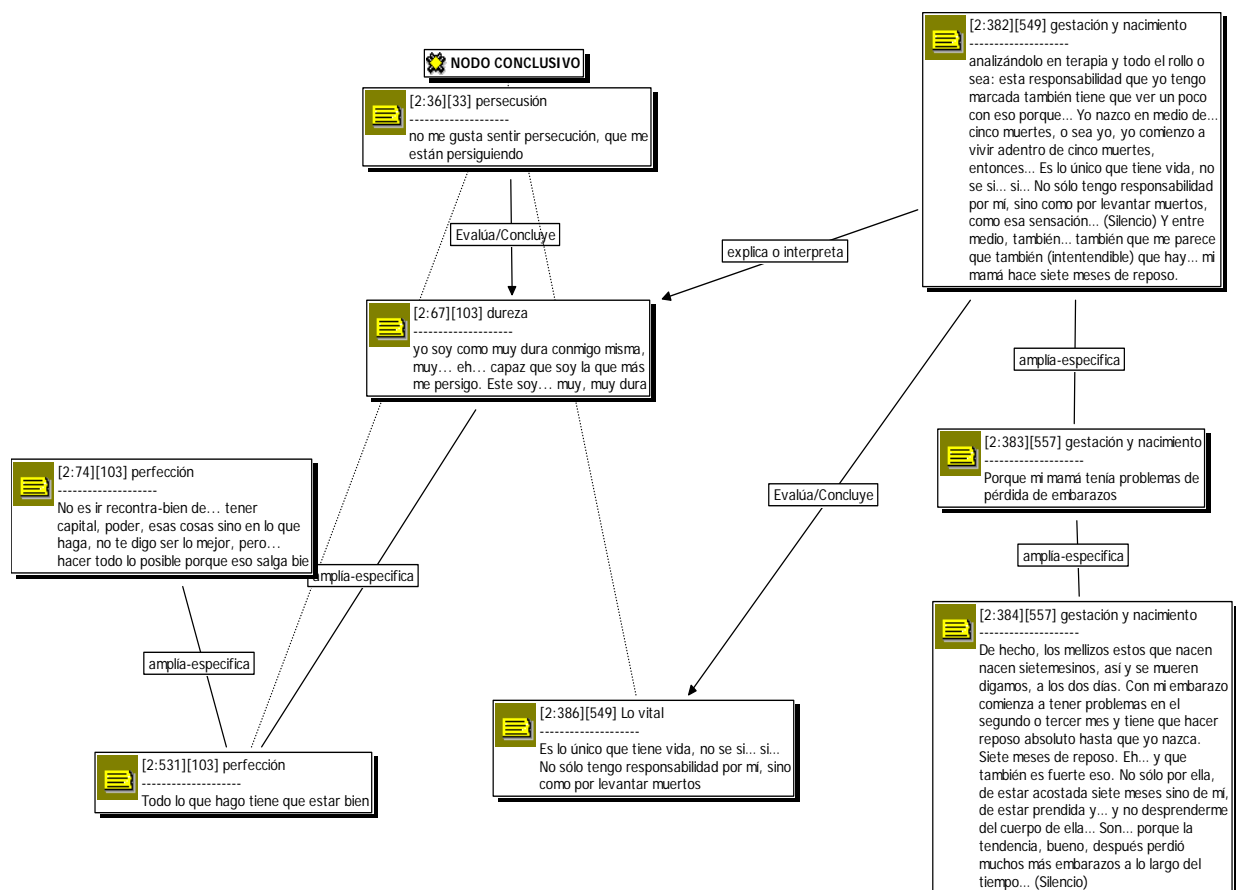 NODO CONCLUSIVO
[2:36][33] persecusión
--------------------
no me gusta sentir persecución, que me
están persiguiendo
Evalúa/Concluye
[2:382][549] gestación y nacimiento
--------------------
analizándolo en terapia y todo el rollo o
sea: esta responsabilidad que yo tengo
marcada también tiene que ver un poco
con eso porque... Yo nazco en medio de...
cinco muertes, o sea yo, yo comienzo a
vivir adentro de cinco muertes,
entonces... Es lo único que tiene vida, no
se si... si... No sólo tengo responsabilidad
por mí, sino como por levantar muertos,
como esa sensación... (Silencio) Y entre
medio, también... también que me parece
que también (intentendible) que hay... mi
mamá hace siete meses de reposo.
explica o interpreta
[2:67][103] dureza
--------------------
yo soy como muy dura conmigo misma,
muy... eh... capaz que soy la que más
me persigo. Este soy... muy, muy dura
amplía-especifica
[2:383][557] gestación y nacimiento
--------------------
Porque mi mamá tenía problemas de
pérdida de embarazos
[2:74][103] perfección
--------------------
No es ir recontra-bien de... tener
capital, poder, esas cosas sino en lo que
haga, no te digo ser lo mejor, pero...
hacer todo lo posible porque eso salga bie
Evalúa/Concluye
amplía-especifica
amplía-especifica
amplía-especifica
[2:384][557] gestación y nacimiento
--------------------
De hecho, los mellizos estos que nacen
nacen sietemesinos, así y se mueren
digamos, a los dos días. Con mi embarazo
comienza a tener problemas en el
segundo o tercer mes y tiene que hacer
reposo absoluto hasta que yo nazca.
Siete meses de reposo. Eh... y que
también es fuerte eso. No sólo por ella,
de estar acostada siete meses sino de mí,
de estar prendida y... y no desprenderme
del cuerpo de ella... Son... porque la
tendencia, bueno, después perdió
muchos más embarazos a lo largo del
tiempo... (Silencio)
[2:386][549] Lo vital
--------------------
Es lo único que tiene vida, no se si... si...
No sólo tengo responsabilidad por mí, sino
como por levantar muertos
[2:531][103] perfección
--------------------
Todo lo que hago tiene que estar bien